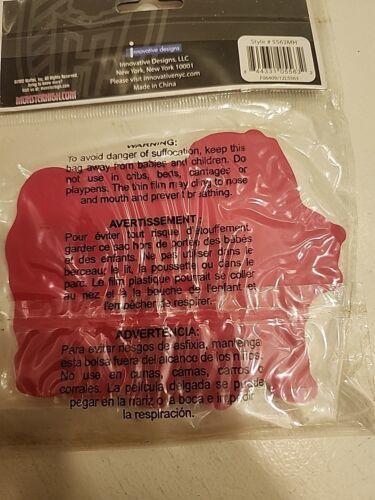 innovative designs
Innovative Designs, LLC
New York, New York 10001
Please visit innovativenyc.com
Made in China
Style # 5563MH
8 44331 05563
All Rights Reserved.
MONSTERHIGH.COM
WARNING:
To avoid danger of suffocation, keep this
bag away from babies and children. Do
not use in cribs, beds, carriages or
playpens. The thin film may cling to nose
and mouth and prevent breathing.
AVERTISSEMENT:
Pour éviter tout risque d'étouffement,
garder ce sac hors de portée des bébés
et des enfants. Ne pas utiliser dans le
berceau, le lit, la poussette ou dans le
parc. Le film plastique pourrait se coller
au nez et à la bouche de l'enfant et
l'empêcher de respirer.
ADVERTENCIA:
Para evitar riesgos de asfixia, mantenga
esta bolsa fuera del alcance de los niños.
No use en cunas, camas, carros o
corrales. La película delgada se puede
pegar en la nariz o la boca e impedir
la respiración.